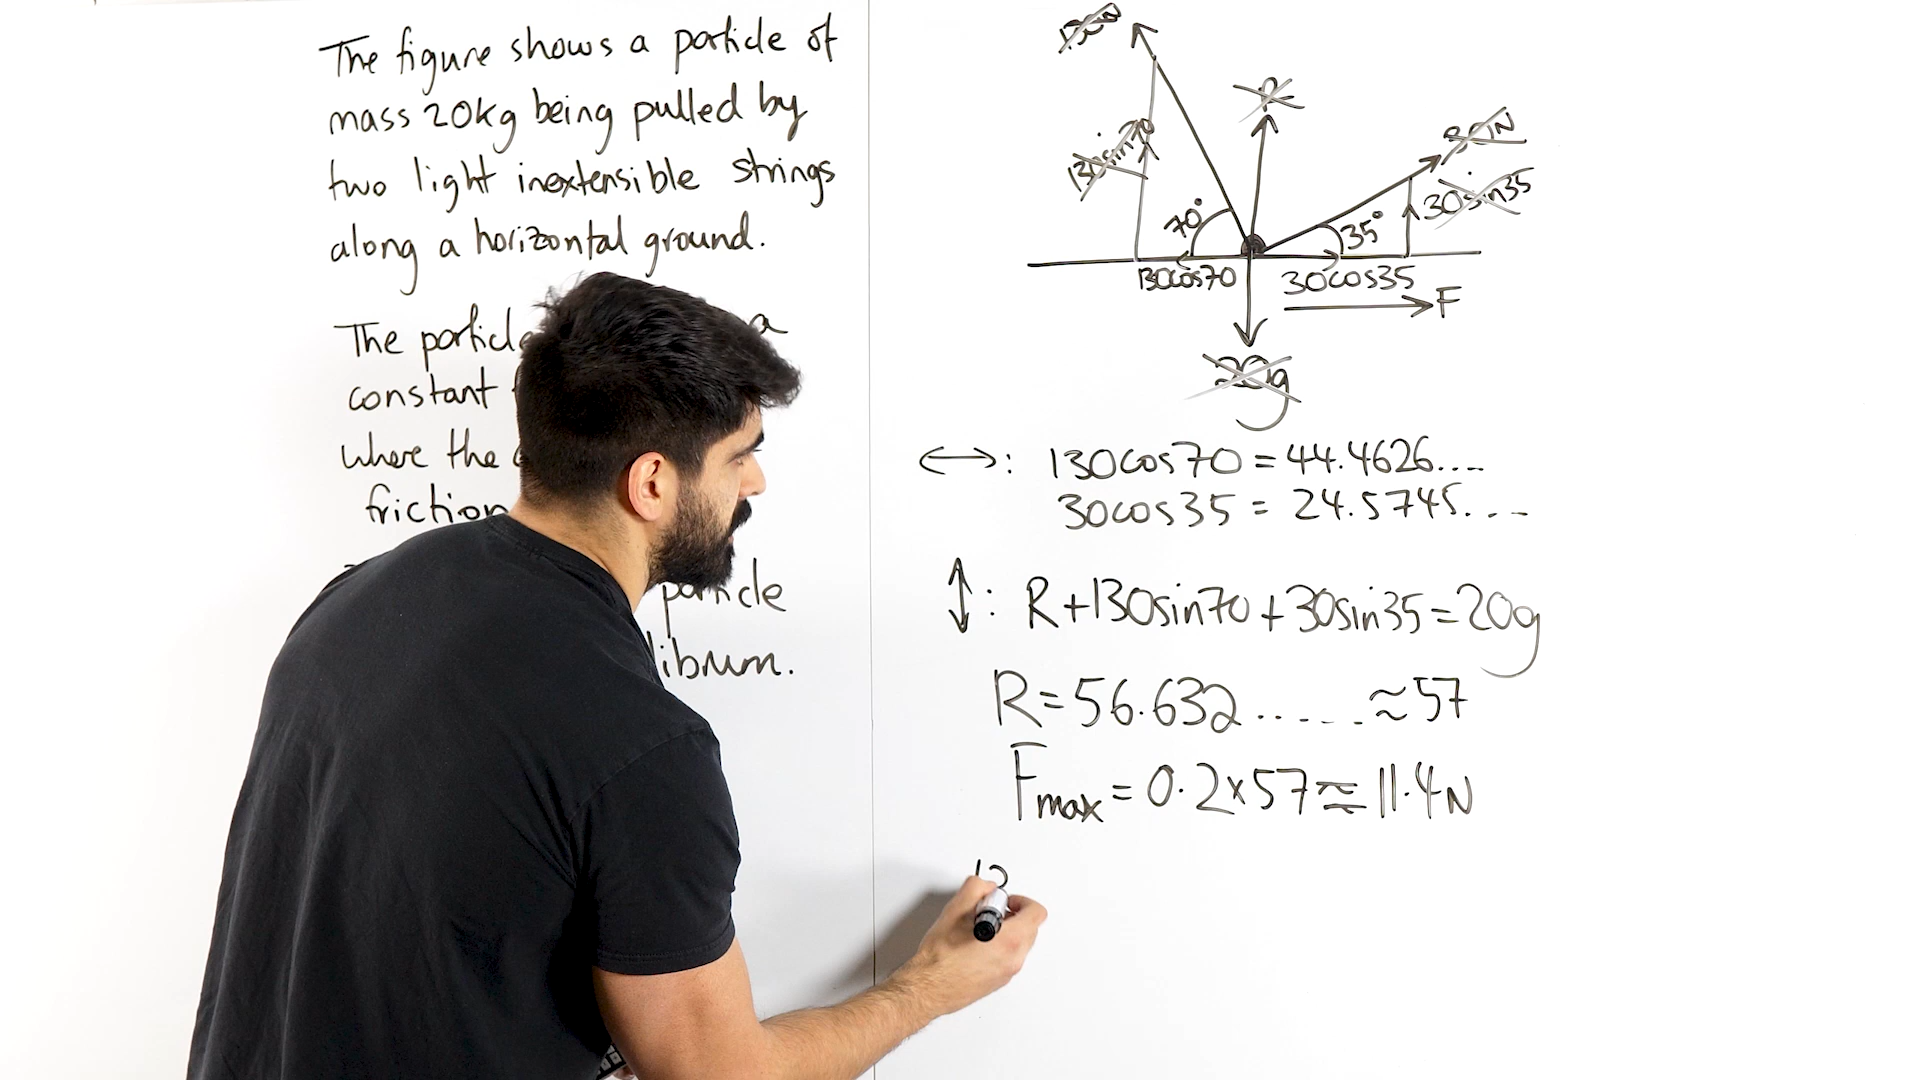 The figure shows a particle of
mass 20kg being pulled by
two light inextensible strings
along a horizontal ground.
The particle a
constant
where the
friction
particle
130N
R
30N
130sin70
30sin35
70°
35°
130cos70
30cos35
F
20g
↔: 130cos70 = 44.4626....
30cos35 = 24.5745....
↕: R+130sin70+30sin35=20g
R=56.632......≈57
Fmax = 0.2×57≈11.4N
13